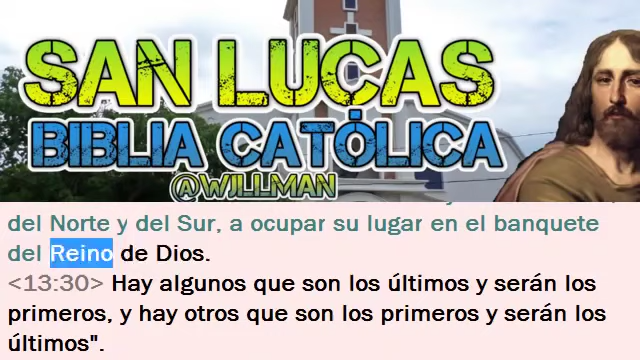 SAN LUCAS
BIBLIA CATÓLICA
@WJLLMAN
del Norte y del Sur, a ocupar su lugar en el banquete
del Reino de Dios.
<13:30> Hay algunos que son los últimos y serán los
primeros, y hay otros que son los primeros y serán los
últimos".